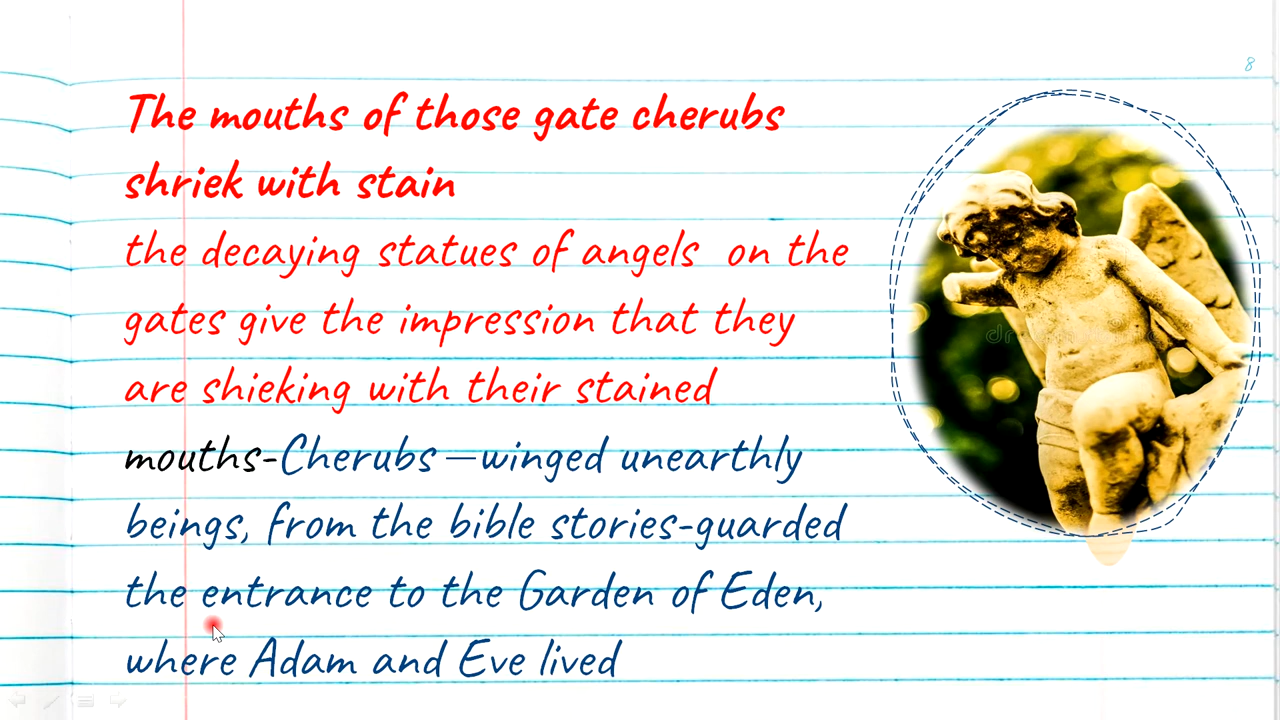 8
The mouths of those gate cherubs
shriek with stain
the decaying statues of angels on the
gates give the impression that they
are shieking with their stained
mouths-Cherubs —winged unearthly
beings, from the bible stories-guarded
the entrance to the Garden of Eden,
where Adam and Eve lived